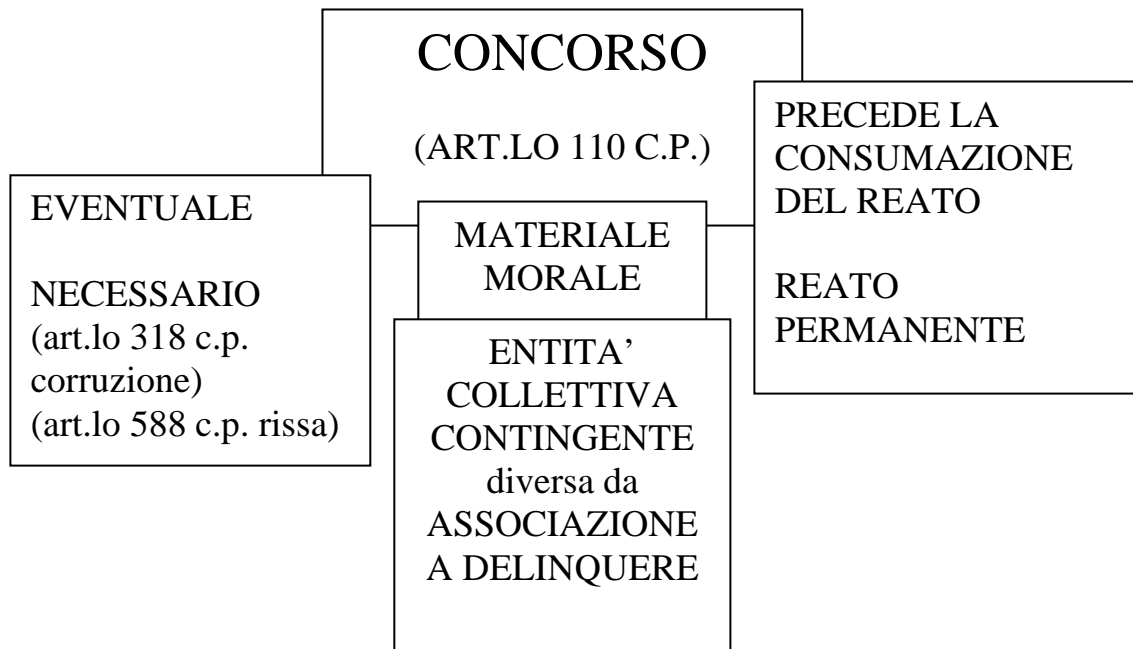 CONCORSO
(ART.LO 110 C.P.)
EVENTUALE
NECESSARIO
(art.lo 318 c.p.
corruzione)
(art.lo 588 c.p. rissa)
MATERIALE
MORALE
ENTITA’
COLLETTIVA
CONTINGENTE
diversa da
ASSOCIAZIONE
A DELINQUERE
PRECEDE LA
CONSUMAZIONE
DEL REATO
REATO
PERMANENTE